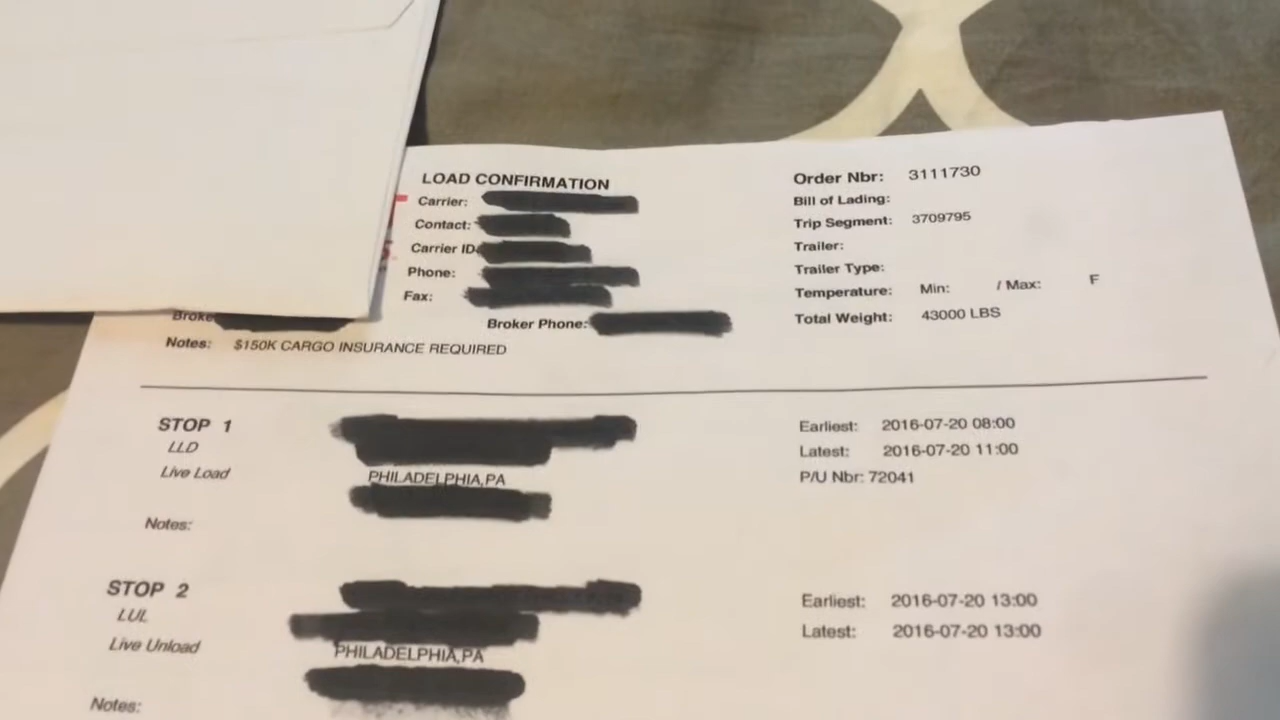 LOAD CONFIRMATION
Carrier:
Contact:
Carrier ID
Phone:
Fax:
Broker Phone:
Notes: $150K CARGO INSURANCE REQUIRED
Order Nbr: 3111730
Bill of Lading:
Trip Segment: 3709795
Trailer:
Trailer Type:
Temperature: Min: / Max: F
Total Weight: 43000 LBS
STOP 1
LLD
Live Load
PHILADELPHIA,PA
Notes:
Earliest: 2016-07-20 08:00
Latest: 2016-07-20 11:00
P/U Nbr: 72041
STOP 2
LUL
Live Unload
PHILADELPHIA,PA
Notes:
Earliest: 2016-07-20 13:00
Latest: 2016-07-20 13:00